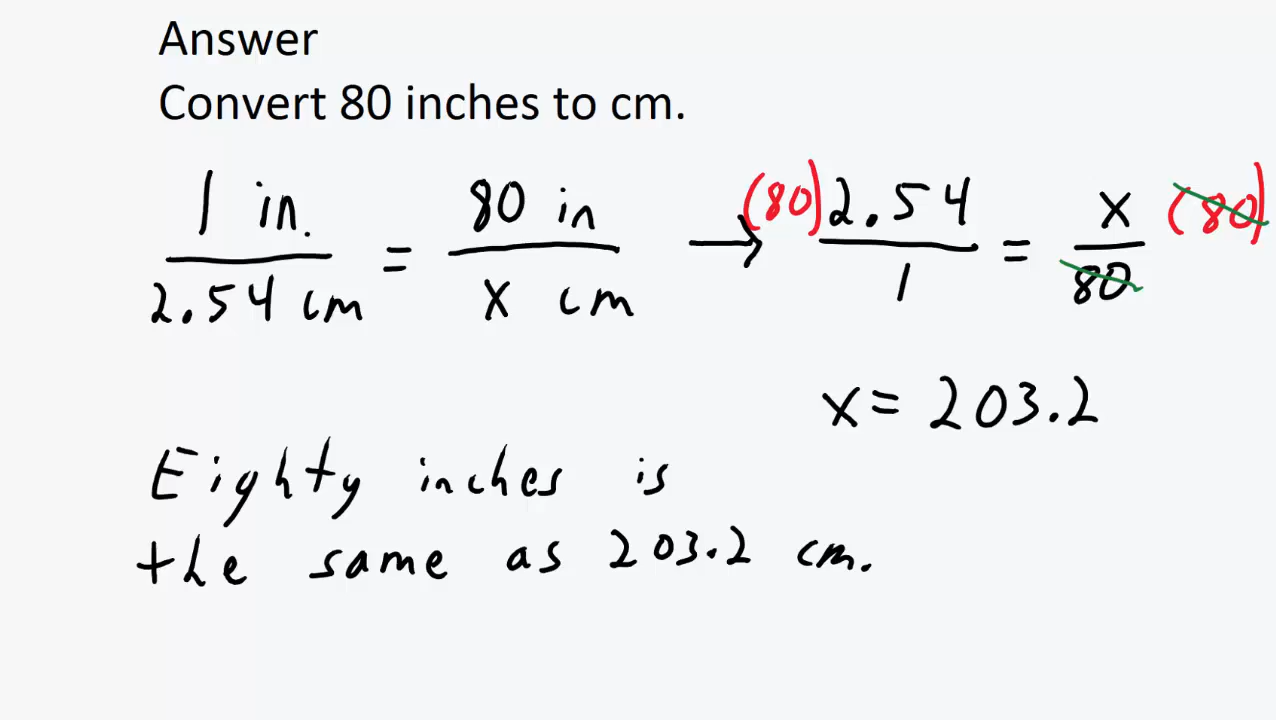 Answer
Convert 80 inches to cm.
1 in. / 2.54 cm = 80 in / x cm → (80) 2.54 / 1 = x / 80 (80)
x = 203.2
Eighty inches is
the same as 203.2 cm.